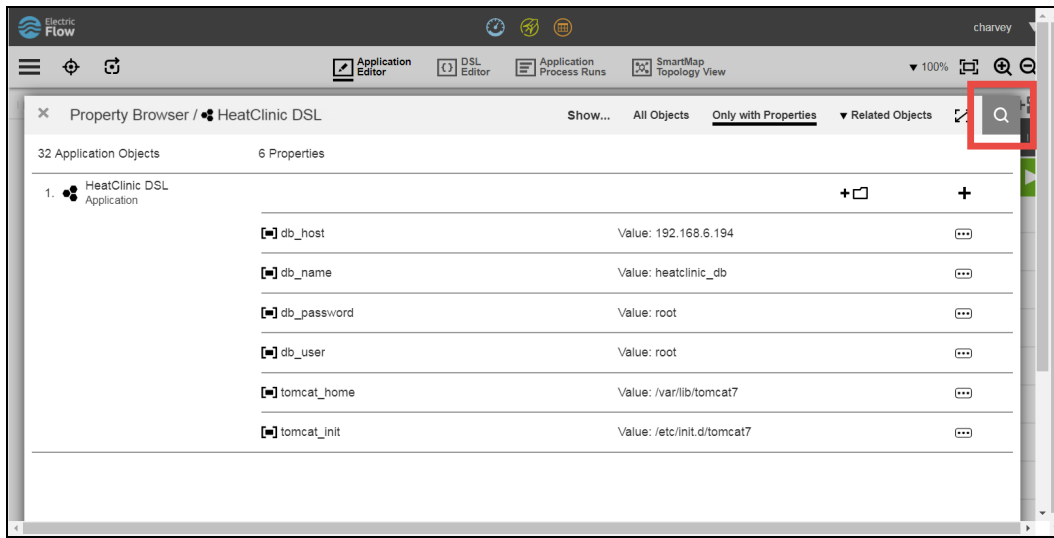 Electric
Flow
charvey
Application
Editor
DSL
Editor
Application
Process Runs
SmartMap
Topology View
100%
Property Browser / HeatClinic DSL
Show...
All Objects
Only with Properties
Related Objects
32 Application Objects
6 Properties
1. HeatClinic DSL
Application
db_host Value: 192.168.6.194
db_name Value: heatclinic_db
db_password Value: root
db_user Value: root
tomcat_home Value: /var/lib/tomcat7
tomcat_init Value: /etc/init.d/tomcat7